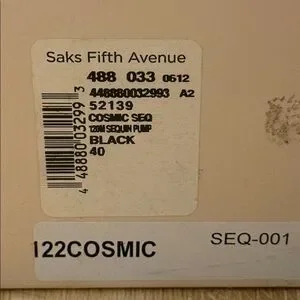 Saks Fifth Avenue
488 033 0612
448880032993 A2
52139
COSMIC SEQ
120M SEQUIN PUMP
BLACK
40
4 48880 03299 3
122COSMIC
SEQ-001